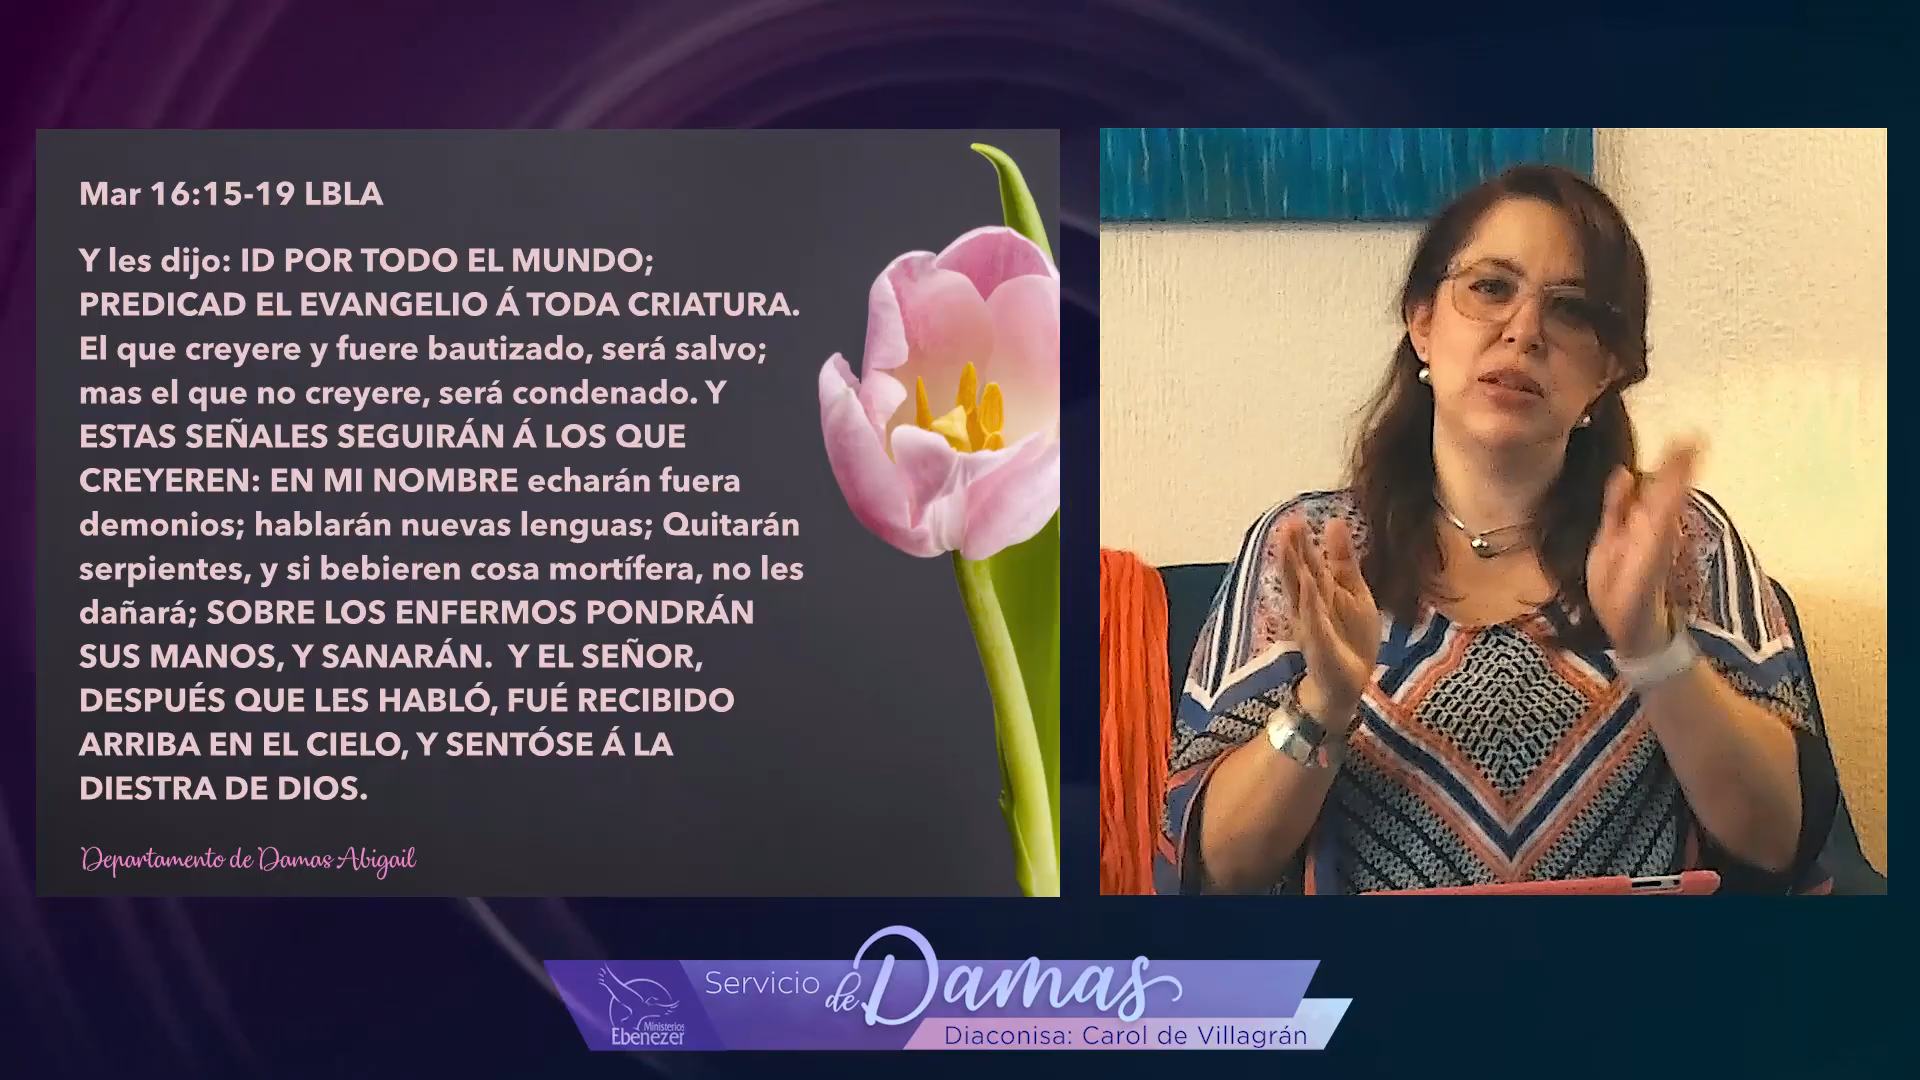 Mar 16:15-19 LBLA
Y les dijo: ID POR TODO EL MUNDO;
PREDICAD EL EVANGELIO Á TODA CRIATURA.
El que creyere y fuere bautizado, será salvo;
mas el que no creyere, será condenado. Y
ESTAS SEÑALES SEGUIRÁN Á LOS QUE
CREYEREN: EN MI NOMBRE echarán fuera
demonios; hablarán nuevas lenguas; Quitarán
serpientes, y si bebieren cosa mortífera, no les
dañará; SOBRE LOS ENFERMOS PONDRÁN
SUS MANOS, Y SANARÁN.  Y EL SEÑOR,
DESPUÉS QUE LES HABLÓ, FUÉ RECIBIDO
ARRIBA EN EL CIELO, Y SENTÓSE Á LA
DIESTRA DE DIOS.
Departamento de Damas Abigail
Servicio de Damas
Ministerios
Ebenezer
Diaconisa: Carol de Villagrán